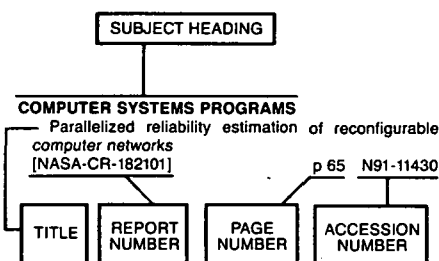 SUBJECT HEADING
COMPUTER SYSTEMS PROGRAMS
Parallelized reliability estimation of reconfigurable
computer networks
[NASA-CR-182101] p 65 N91-11430
TITLE REPORT NUMBER PAGE NUMBER ACCESSION NUMBER